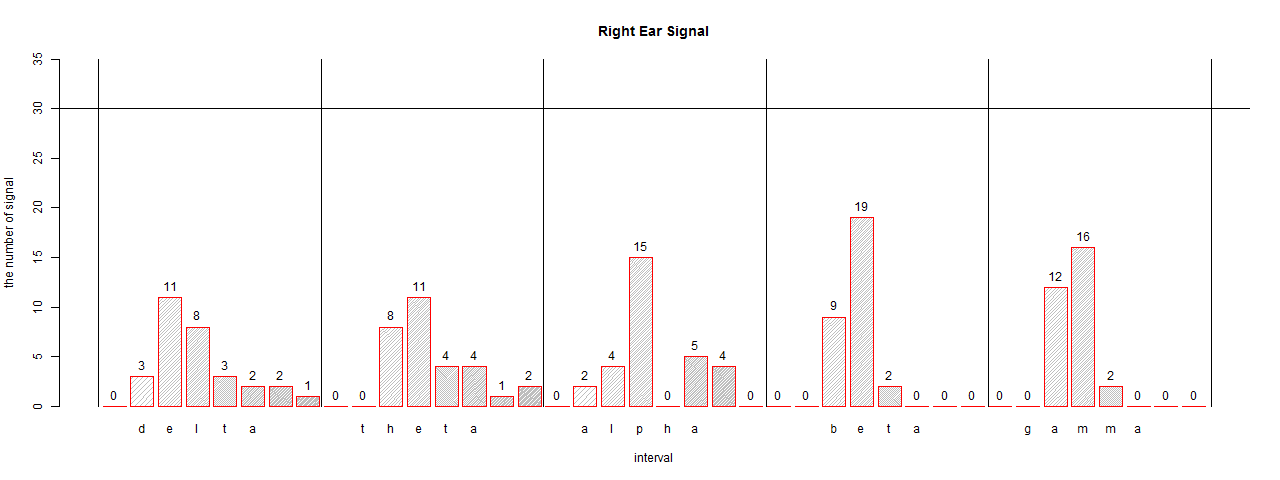 Right Ear Signal
the number of signal
35
30
25
20
15
10
5
0
0 3 11 8 3 2 2 1 0 0 8 11 4 4 1 2 0 2 4 15 0 5 4 0 0 0 9 19 2 0 0 0 0 0 12 16 2 0 0 0
d e l t a t h e t a a l p h a b e t a g a m m a
interval